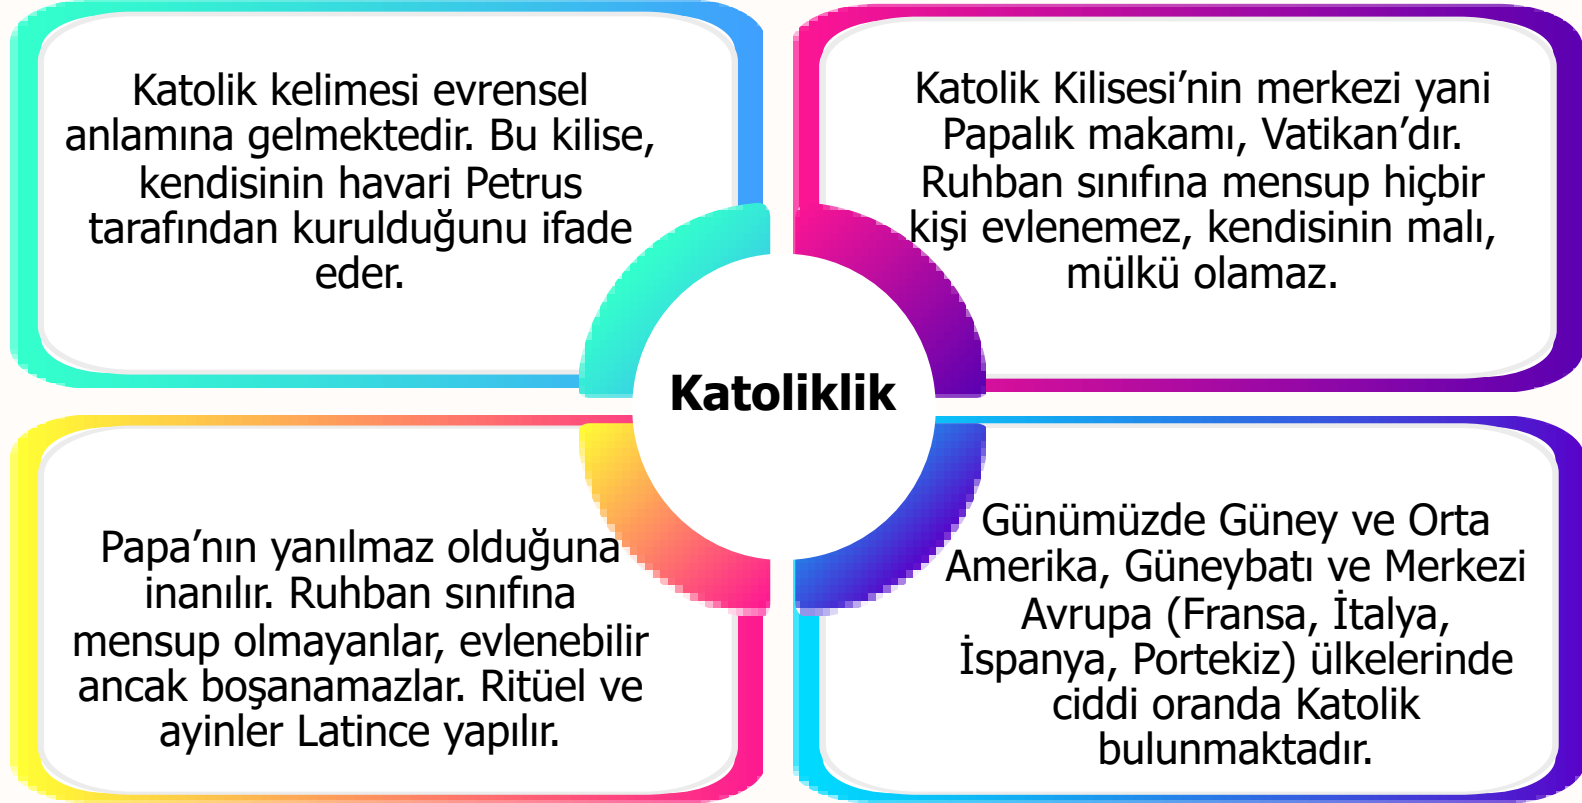 Katolik kelimesi evrensel
anlamına gelmektedir. Bu kilise,
kendisinin havari Petrus
tarafından kurulduğunu ifade
eder.
Katolik Kilisesi’nin merkezi yani
Papalık makamı, Vatikan’dır.
Ruhban sınıfına mensup hiçbir
kişi evlenemez, kendisinin malı,
mülkü olamaz.
Katoliklik
Papa’nın yanılmaz olduğuna
inanılır. Ruhban sınıfına
mensup olmayanlar, evlenebilir
ancak boşanamazlar. Ritüel ve
ayinler Latince yapılır.
Günümüzde Güney ve Orta
Amerika, Güneybatı ve Merkezi
Avrupa (Fransa, İtalya,
İspanya, Portekiz) ülkelerinde
ciddi oranda Katolik
bulunmaktadır.